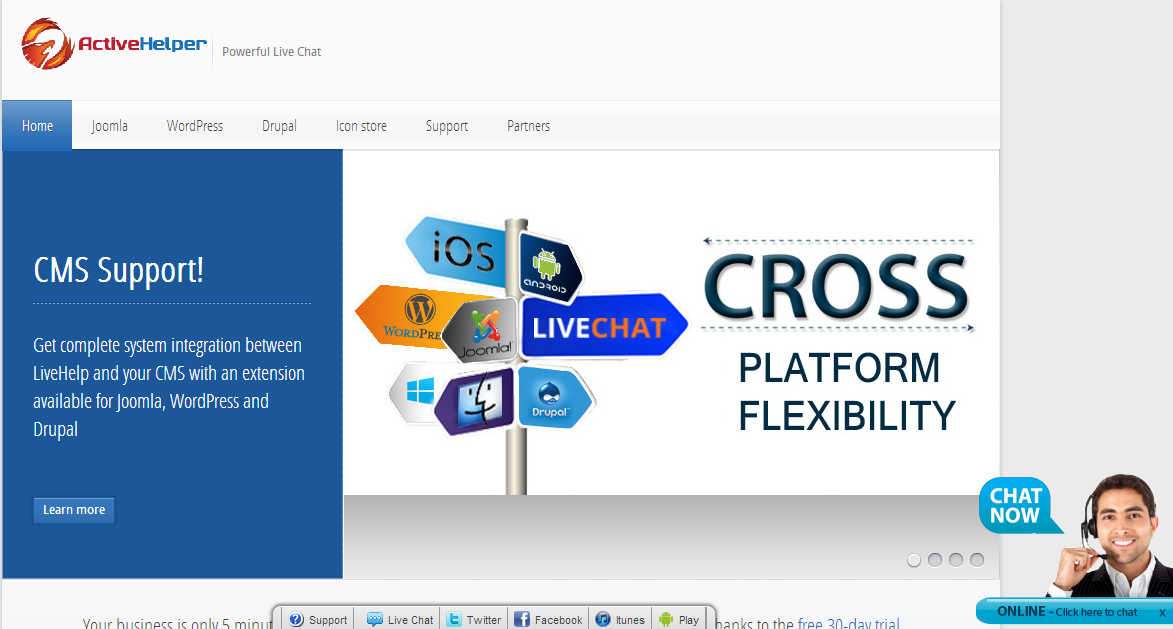 ActiveHelper
Powerful Live Chat
Home Joomla WordPress Drupal Icon store Support Partners
CMS Support!
Get complete system integration between
LiveHelp and your CMS with an extension
available for Joomla, WordPress and
Drupal
Learn more
iOS
ANDROID
WORDPRE
Joomla!
LIVECHAT
Drupal
CROSS
PLATFORM
FLEXIBILITY
CHAT
NOW
ONLINE - Click here to chat x
Your business is only 5 minut
hanks to the free 30-day trial
Support Live Chat Twitter Facebook Itunes Play